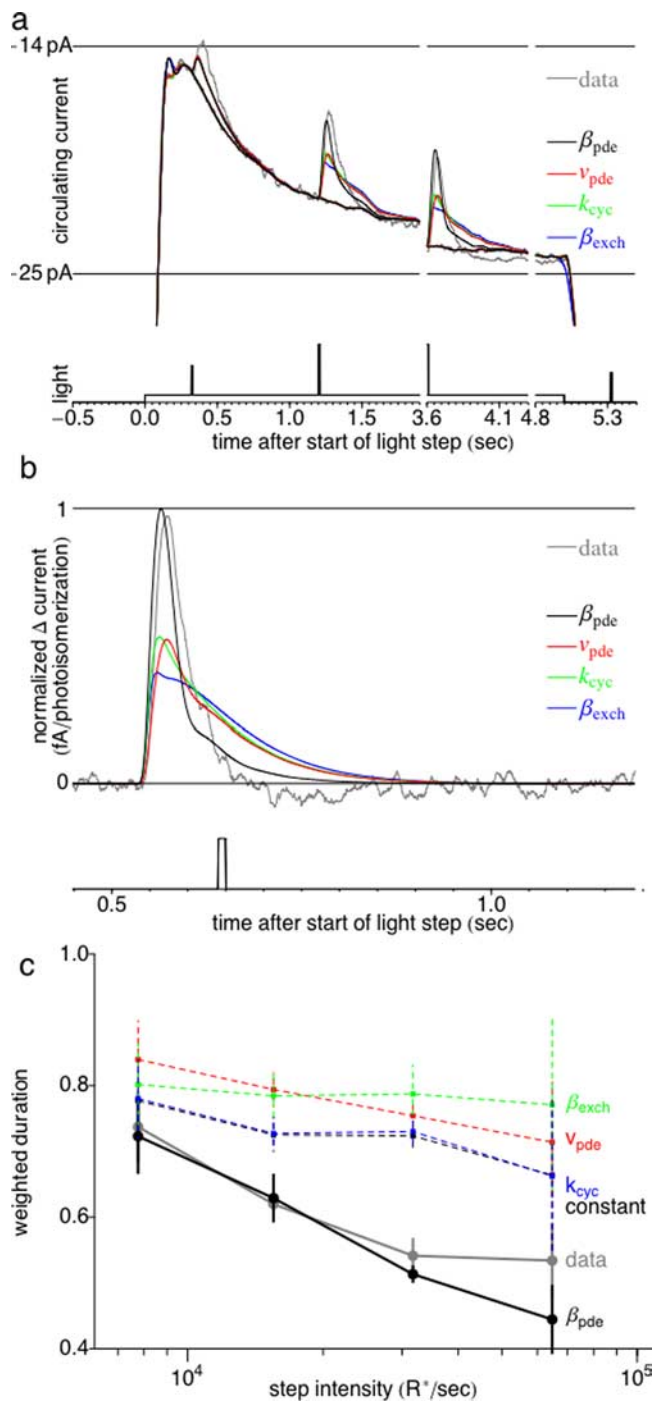 a
-14 pA
data
βpde
νpde
kcyc
βexch
circulating current
-25 pA
light
-0.5 0.0 0.5 1.0 1.5 3.6 4.1 4.8 5.3
time after start of light step (sec)
b
1
data
βpde
νpde
kcyc
βexch
normalized Δ current
(fA/photoisomerization)
0
0.5 1.0
time after start of light step (sec)
c
1.0
0.8
0.6
0.4
weighted duration
βexch
νpde
kcyc
constant
data
βpde
10^4 10^5
step intensity (R*/sec)